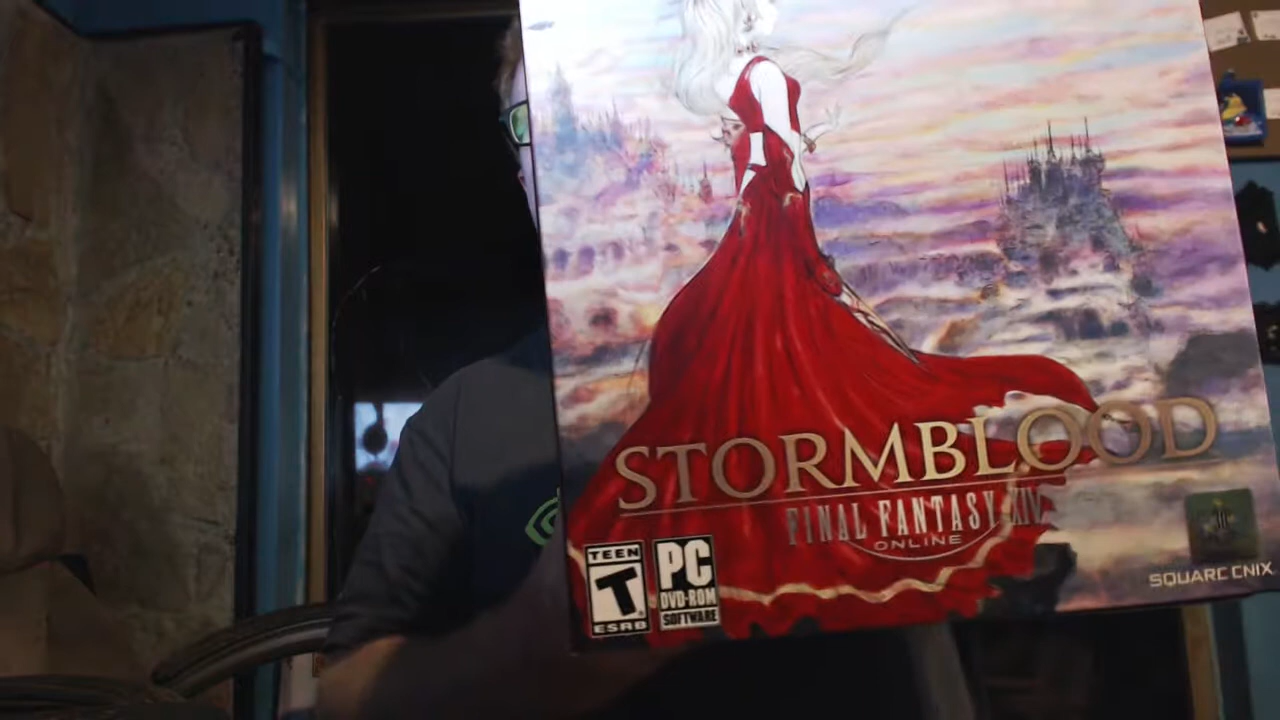 STORMBLOOD
FINAL FANTASY XIV
ONLINE
TEEN
T
ESRB
PC
DVD-ROM
SOFTWARE
SQUARE ENIX